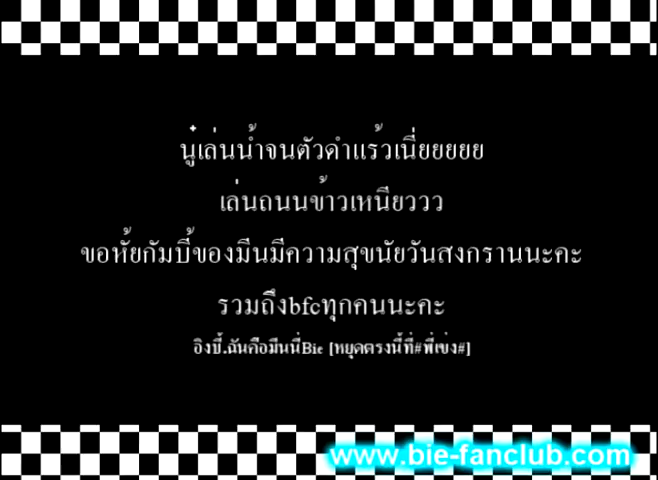 นู๋เล่นน้ำจนตัวดำแร้วเนี่ยยยยย
เล่นถนนข้าวเหนียววว
ขอหั้ยกัมบี้ของมีนมีความสุขนัยวันสงกรานนะคะ
รวมถึงbfcทุกคนนะคะ
อิงบี้.ฉันคือมีนนี่Bie [หยุดตรงนี้ที่#พี่เข่ง#]
www.bie-fanclub.com